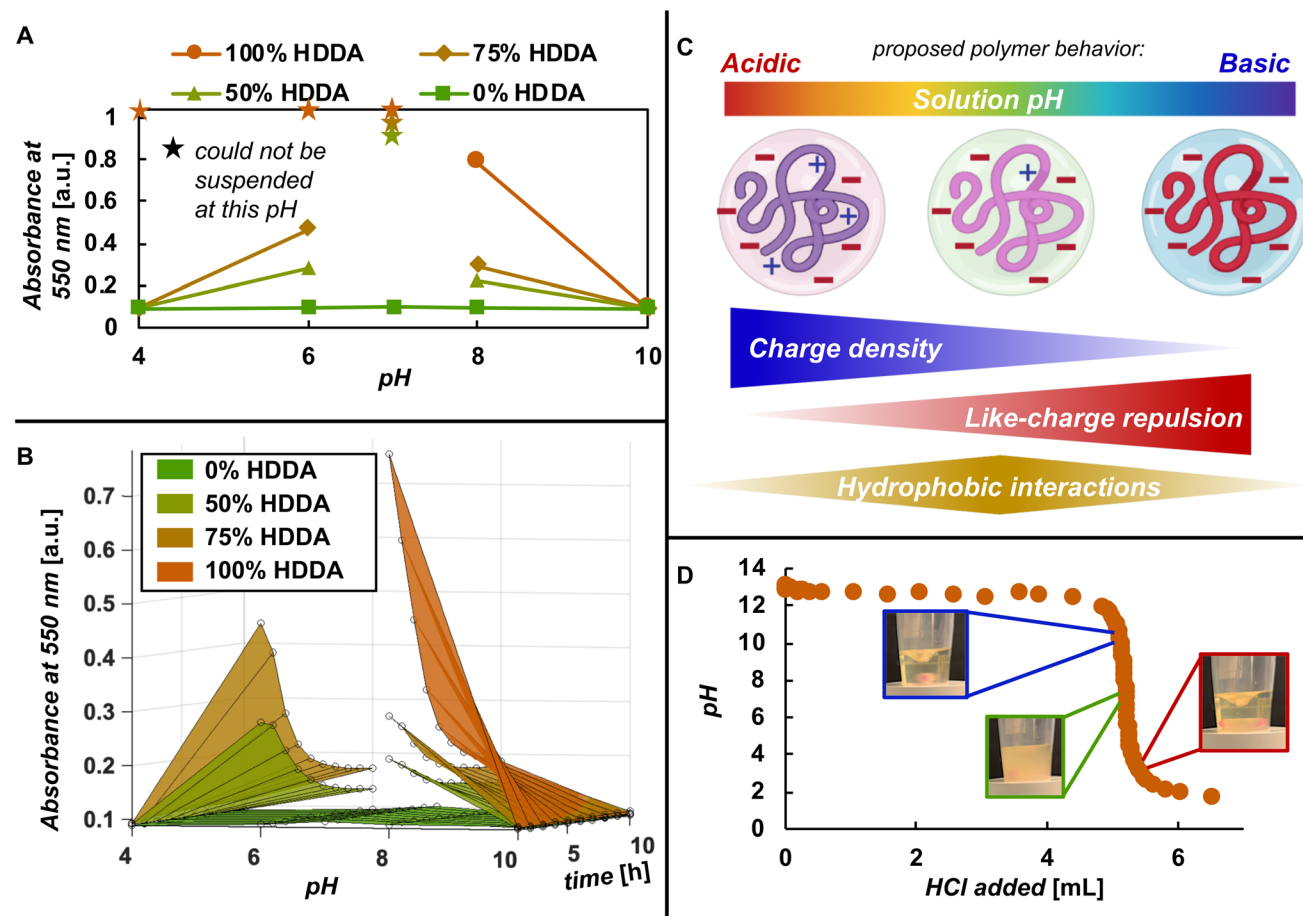 A
100% HDDA
75% HDDA
50% HDDA
0% HDDA
Absorbance at
550 nm [a.u.]
1
0.8
0.6
0.4
0.2
0
could not be
suspended
at this pH
4
6
7
8
10
pH
B
0% HDDA
50% HDDA
75% HDDA
100% HDDA
Absorbance at 550 nm [a.u.]
0.7
0.6
0.5
0.4
0.3
0.2
0.1
4
6
8
10
5
10
pH
time [h]
C
proposed polymer behavior:
Acidic
Basic
Solution pH
Charge density
Like-charge repulsion
Hydrophobic interactions
D
pH
14
12
10
8
6
4
2
0
0
2
4
6
HCl added [mL]